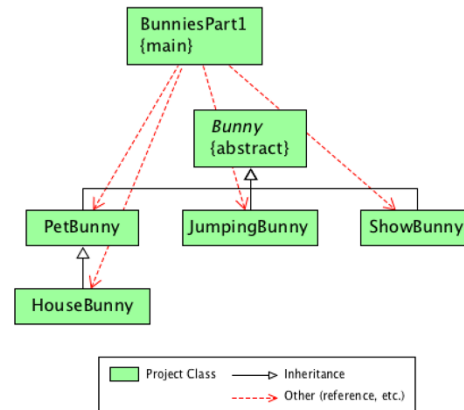 BunniesPart1
{main}
Bunny
{abstract}
PetBunny
JumpingBunny
ShowBunny
HouseBunny
Project Class
Inheritance
Other (reference, etc.)